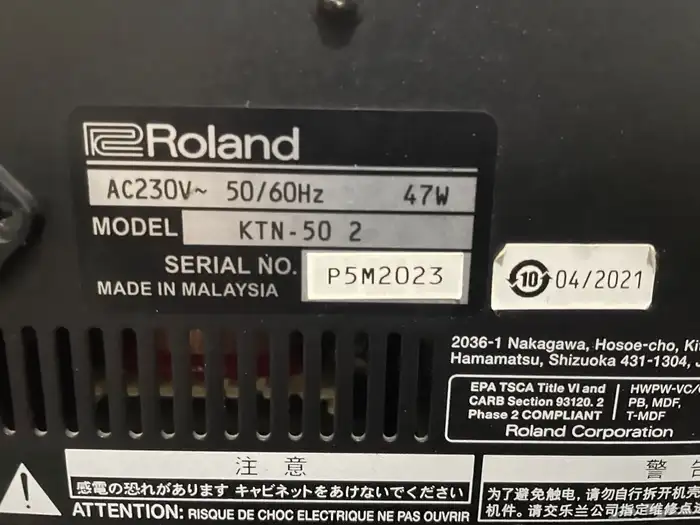 Roland
AC230V~ 50/60Hz 47W
MODEL KTN-50 2
SERIAL NO. P5M2023
MADE IN MALAYSIA
10 04/2021
2036-1 Nakagawa, Hosoe-cho,
Hamamatsu, Shizuoka 431-1304,
EPA TSCA Title VI and
CARB Section 93120. 2
Phase 2 COMPLIANT
HWPW-VC/
PB, MDF,
T-MDF
Roland Corporation
注 意
感電の恐れがあります キャビネットをあけないでください
ATTENTION: RISQUE DE CHOC ELECTRIQUE NE PAS OUVRIR
警
为了避免触电，请勿自行拆开机壳
机件。请交乐兰公司指定维修点